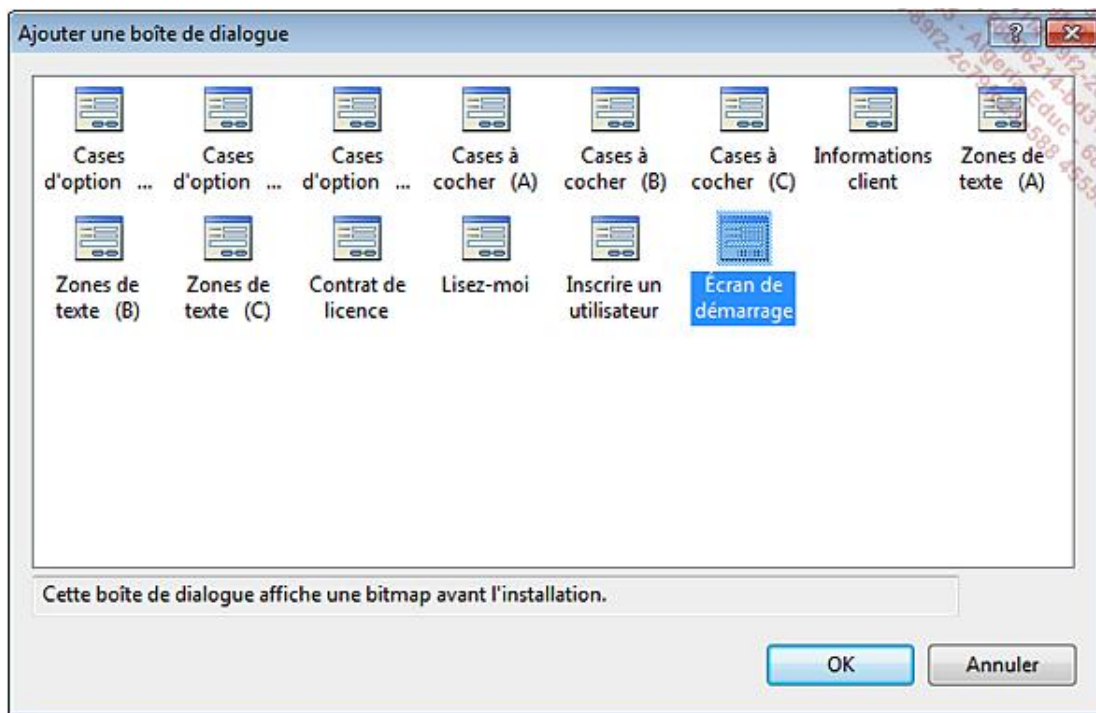 Ajouter une boîte de dialogue
Cases d'option ...
Cases d'option ...
Cases d'option ...
Cases à cocher (A)
Cases à cocher (B)
Cases à cocher (C)
Informations client
Zones de texte (A)
Zones de texte (B)
Zones de texte (C)
Contrat de licence
Lisez-moi
Inscrire un utilisateur
Écran de démarrage
Cette boîte de dialogue affiche une bitmap avant l'installation.
OK
Annuler
Algeria Educ